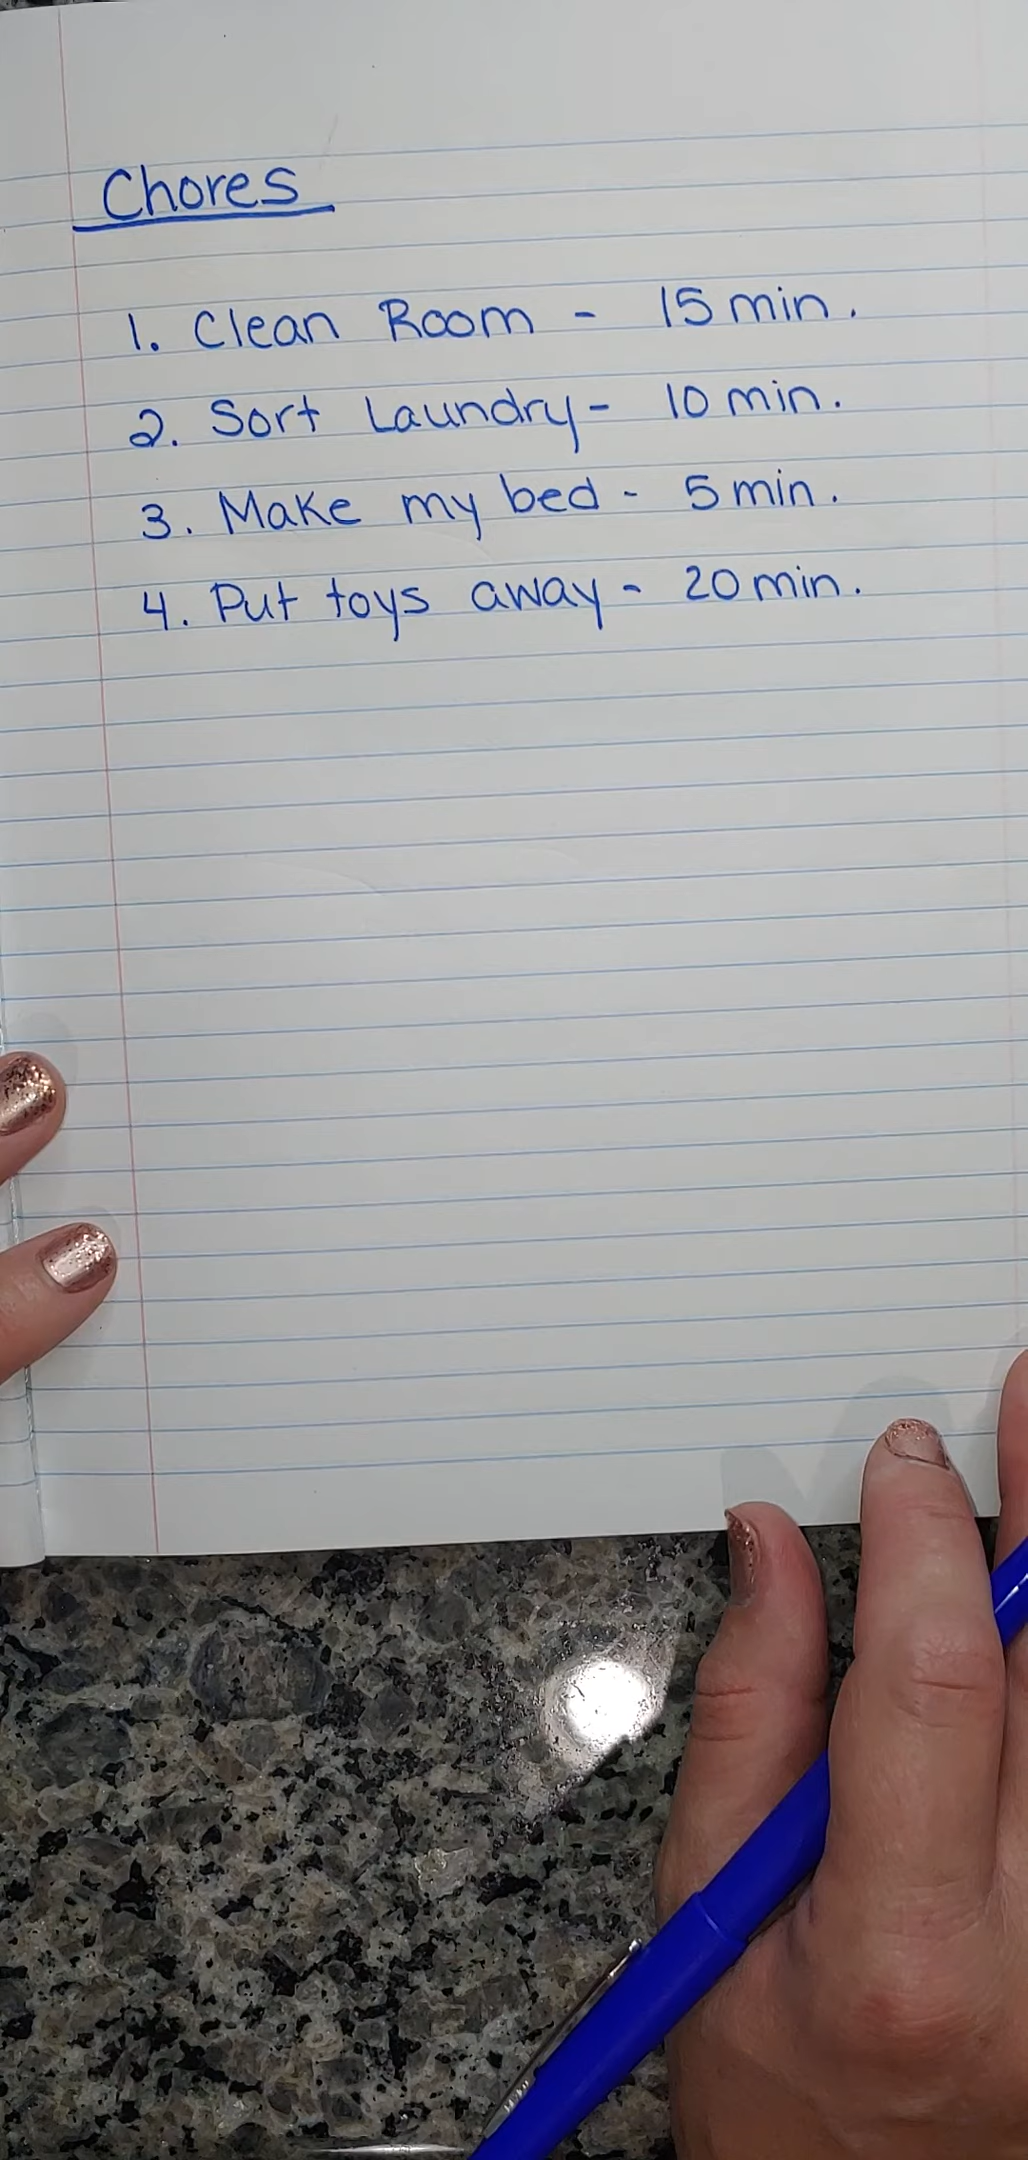 Chores
1. Clean Room - 15 min.
2. Sort Laundry - 10 min.
3. Make my bed - 5 min.
4. Put toys away - 20 min.